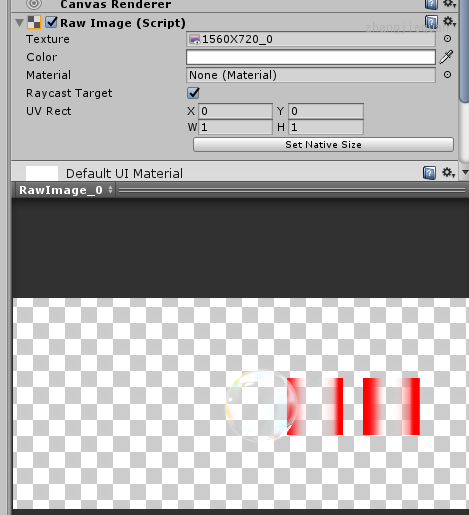 Canvas Renderer
Raw Image (Script)
Texture
1560X720_0
Color
Material
None (Material)
Raycast Target
UV Rect
X 0 Y 0
W 1 H 1
Set Native Size
Default UI Material
RawImage_0